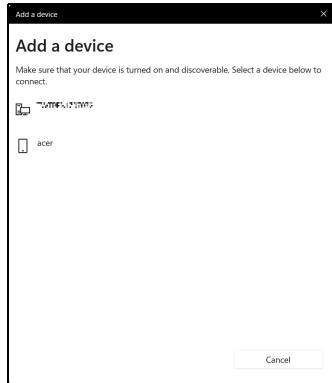 Add a device
Add a device
Make sure that your device is turned on and discoverable. Select a device below to
connect.
acer
Cancel